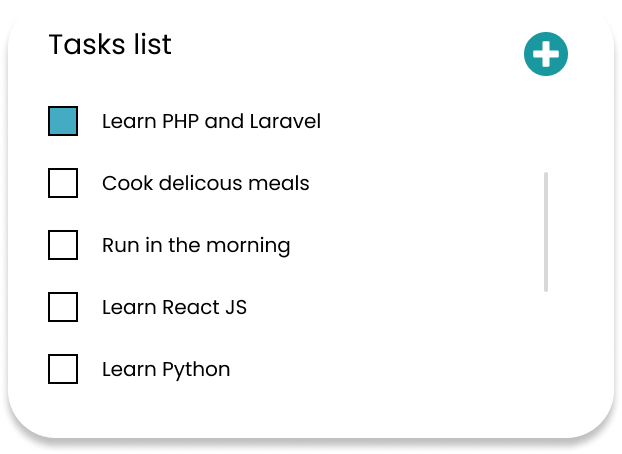 Tasks list
Learn PHP and Laravel
Cook delicous meals
Run in the morning
Learn React JS
Learn Python